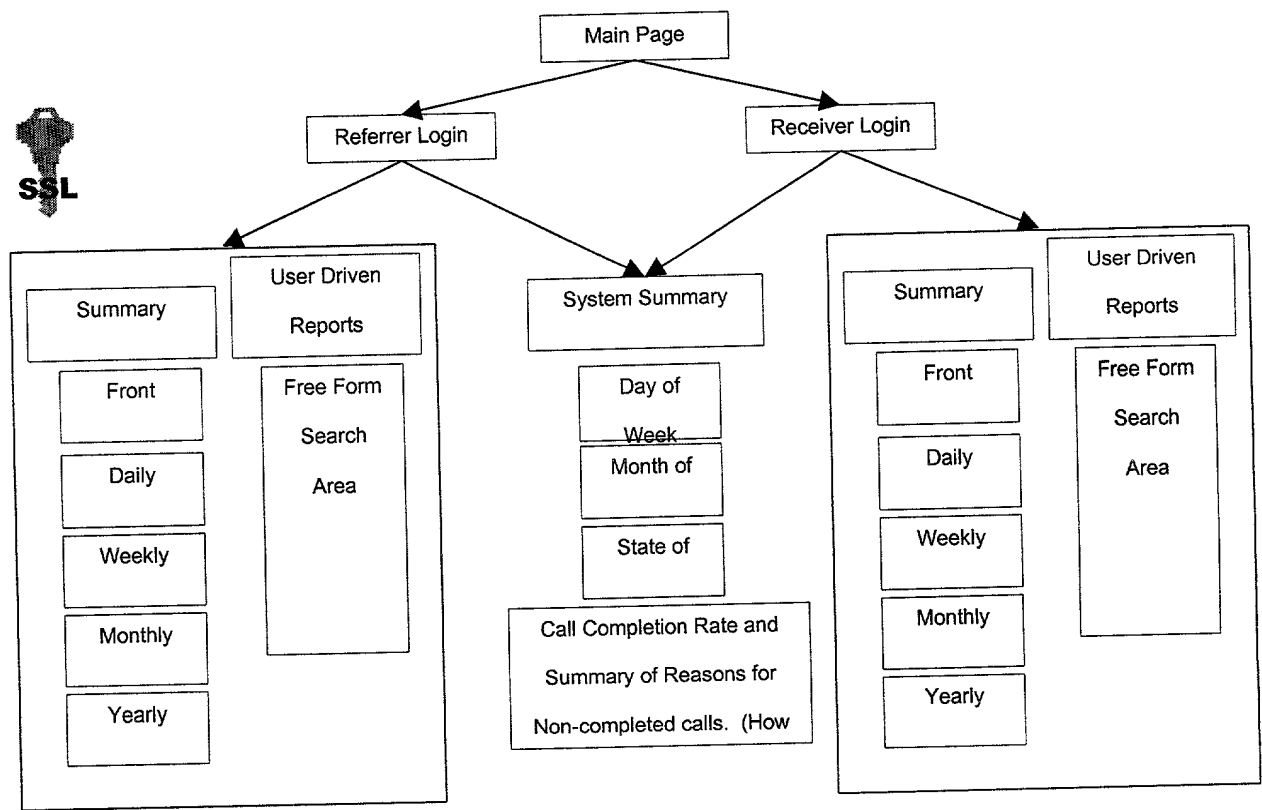 Main Page
Referrer Login
Receiver Login
SSL
Summary
User Driven
Reports
Front
Daily
Weekly
Monthly
Yearly
Free Form
Search
Area
System Summary
Day of
Week
Month of
State of
Call Completion Rate and
Summary of Reasons for
Non-completed calls. (How
Summary
User Driven
Reports
Front
Daily
Weekly
Monthly
Yearly
Free Form
Search
Area